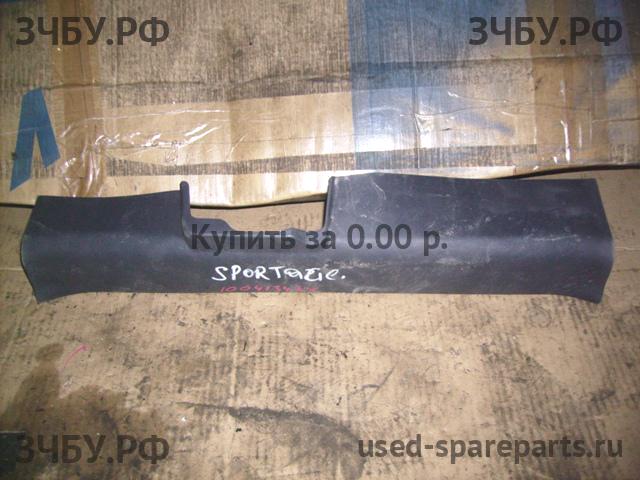 ЗЧБУ.РФ ЗЧБУ.РФ
Купить за 0.00 р.
SPORTAGE.
ЗЧБУ.РФ used-spareparts.ru